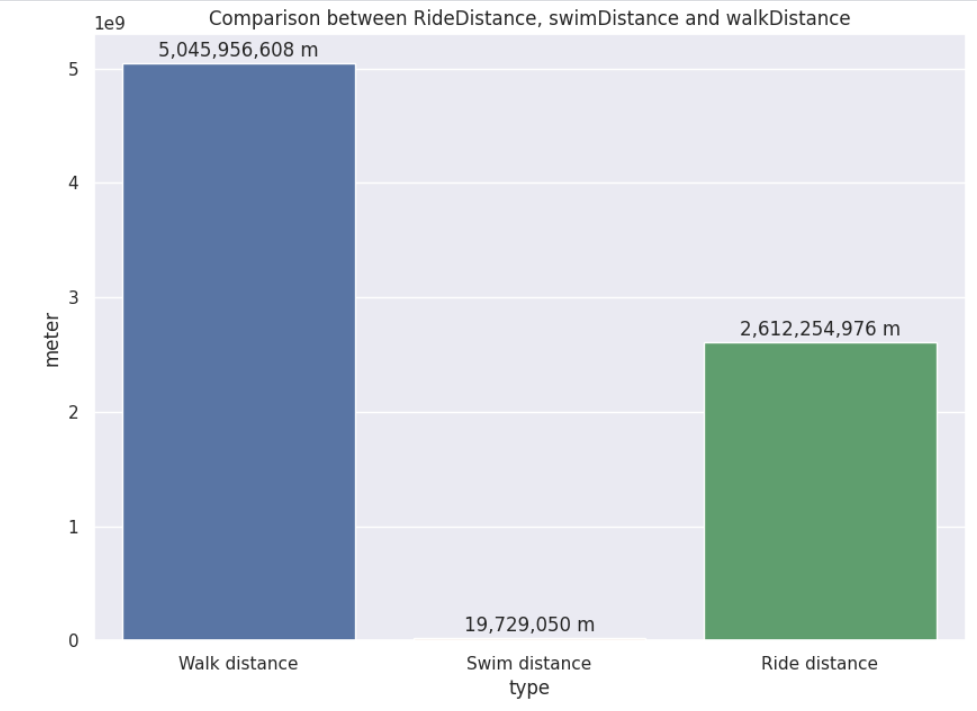 Comparison between RideDistance, swimDistance and walkDistance
1e9
5,045,956,608 m
5
4
3
2,612,254,976 m
2
1
19,729,050 m
0
meter
Walk distance
Swim distance
Ride distance
type